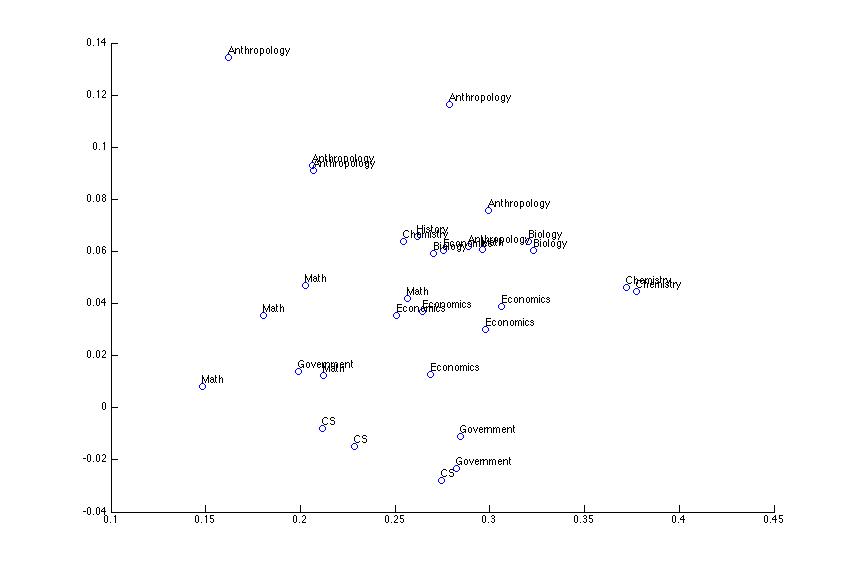 0.14
Anthropology
0.12
Anthropology
0.1
Anthropology
Anthropology
0.08
Anthropology
History
Chemistry
Biology
Anthropology
Math
Economics
Biology
Biology
0.06
Math
Chemistry
Chemistry
Math
Economics
Economics
0.04
Math
Economics
Economics
0.02
Government
Math
Economics
Math
0
CS
Government
CS
-0.02
Government
CS
-0.04
0.1 0.15 0.2 0.25 0.3 0.35 0.4 0.45